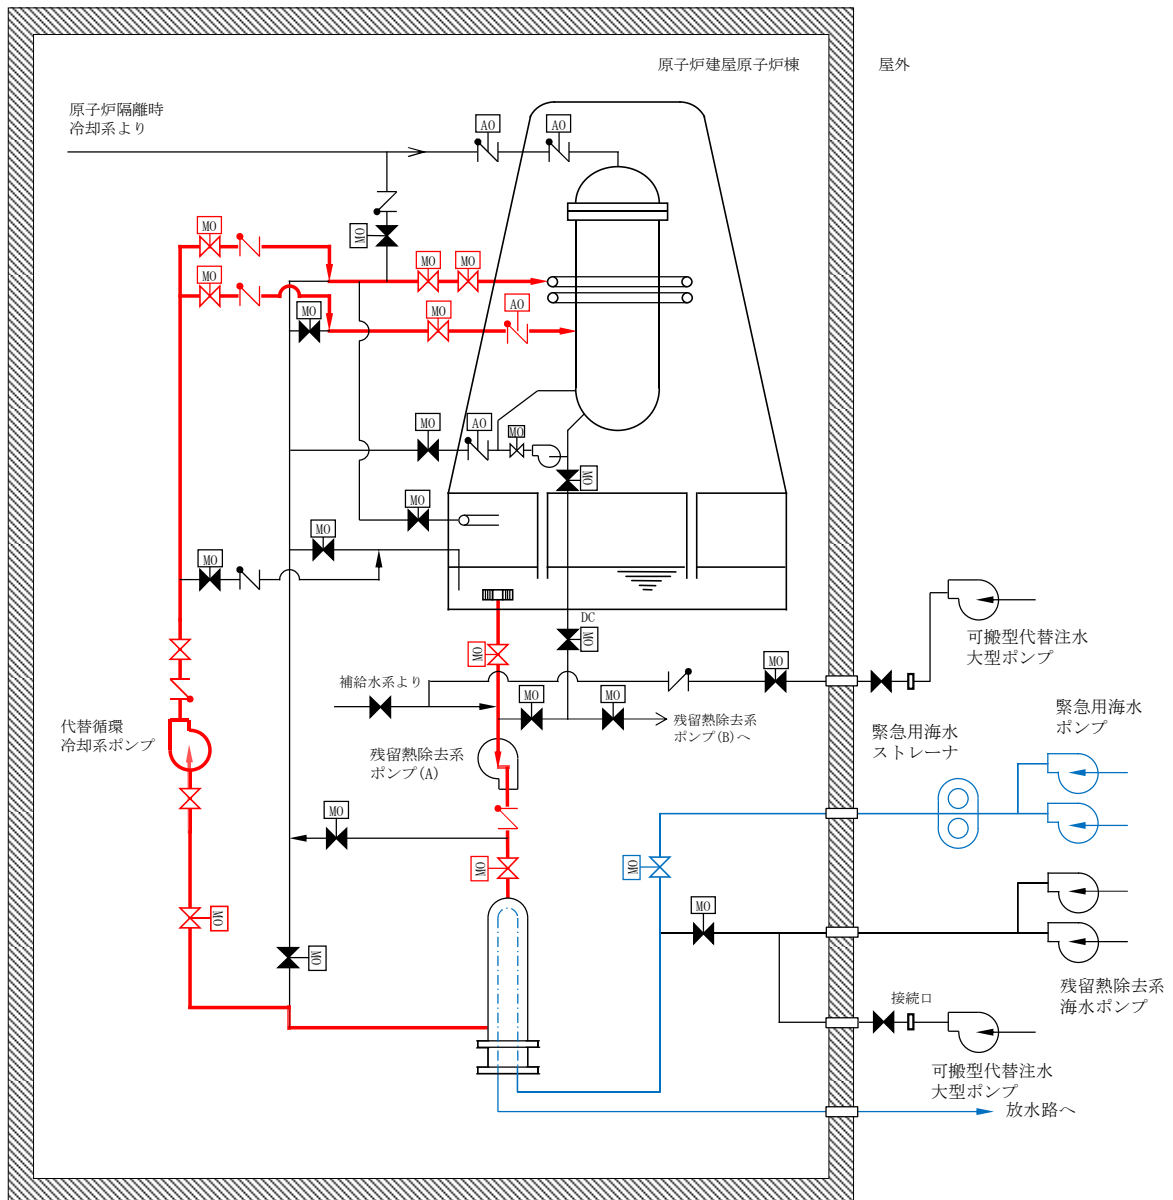 原子炉建屋原子炉棟
屋外
原子炉隔離時
冷却系より
AO
AO
MO
MO
MO
MO
MO
MO
MO
AO
MO
MO
AO
MO
MO
MO
MO
MO
DC
MO
MO
可搬型代替注水
大型ポンプ
補給水系より
MO
MO
MO
残留熱除去系
ポンプ(B)へ
代替循環
冷却系ポンプ
残留熱除去系
ポンプ(A)
緊急用海水
ストレーナ
緊急用海水
ポンプ
MO
MO
MO
MO
MO
MO
残留熱除去系
海水ポンプ
接続口
可搬型代替注水
大型ポンプ
放水路へ